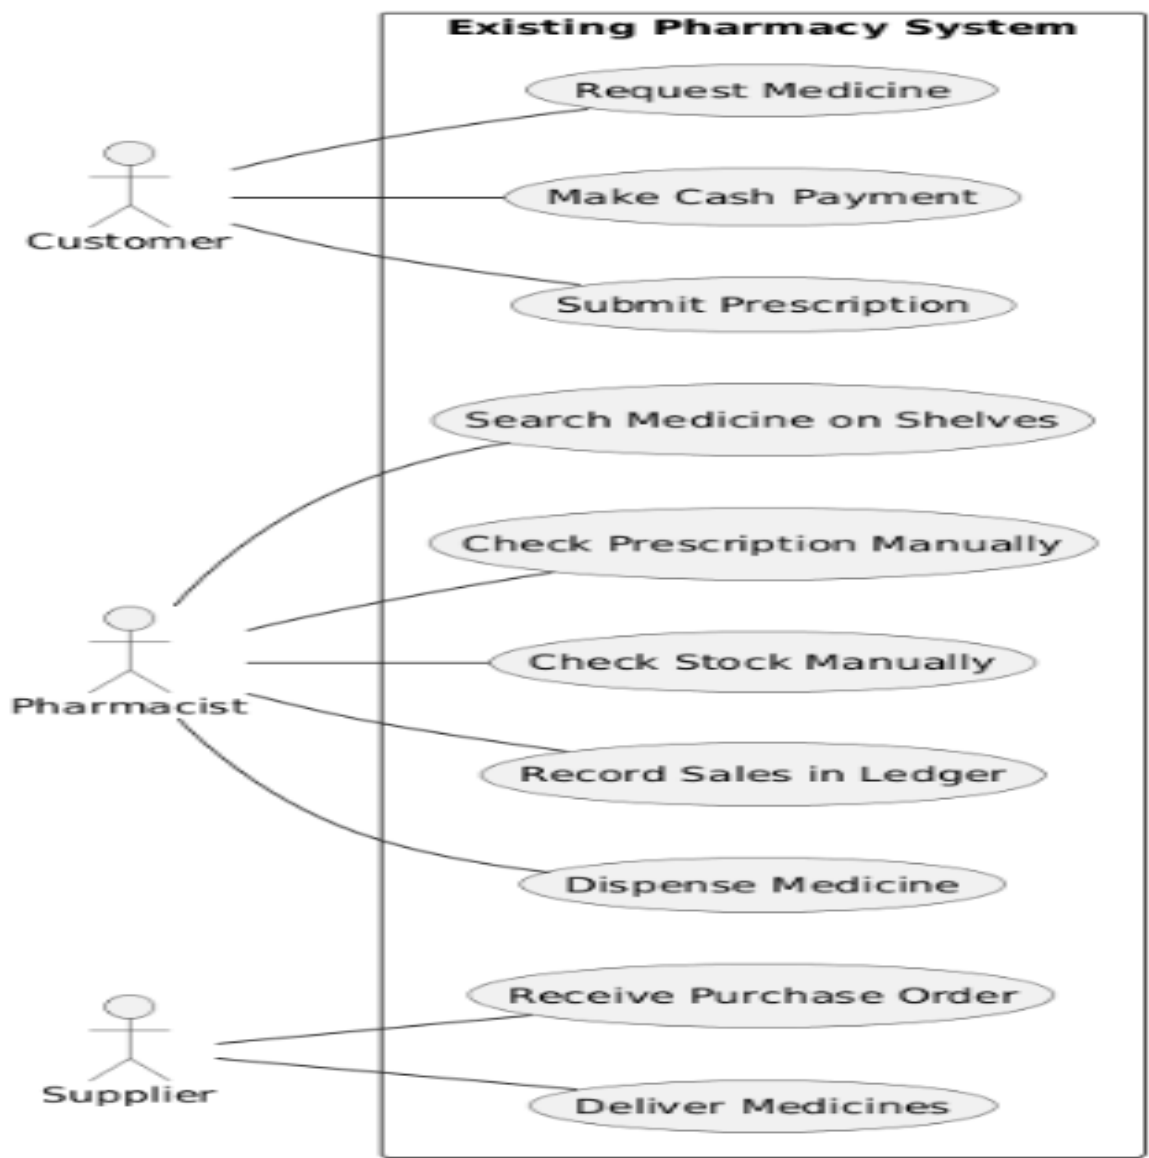 Existing Pharmacy System
Request Medicine
Make Cash Payment
Customer
Submit Prescription
Search Medicine on Shelves
Check Prescription Manually
Check Stock Manually
Pharmacist
Record Sales in Ledger
Dispense Medicine
Receive Purchase Order
Supplier
Deliver Medicines